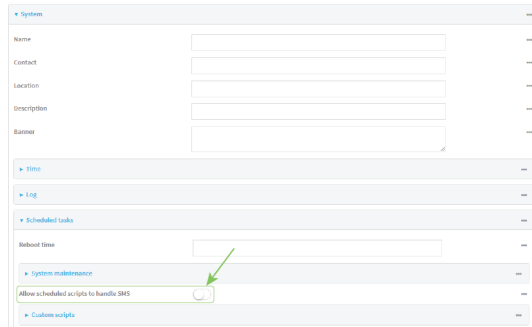 System
Name
Contact
Location
Description
Banner
Time
Log
Scheduled tasks
Reboot time
System maintenance
Allow scheduled scripts to handle SMS
Custom scripts